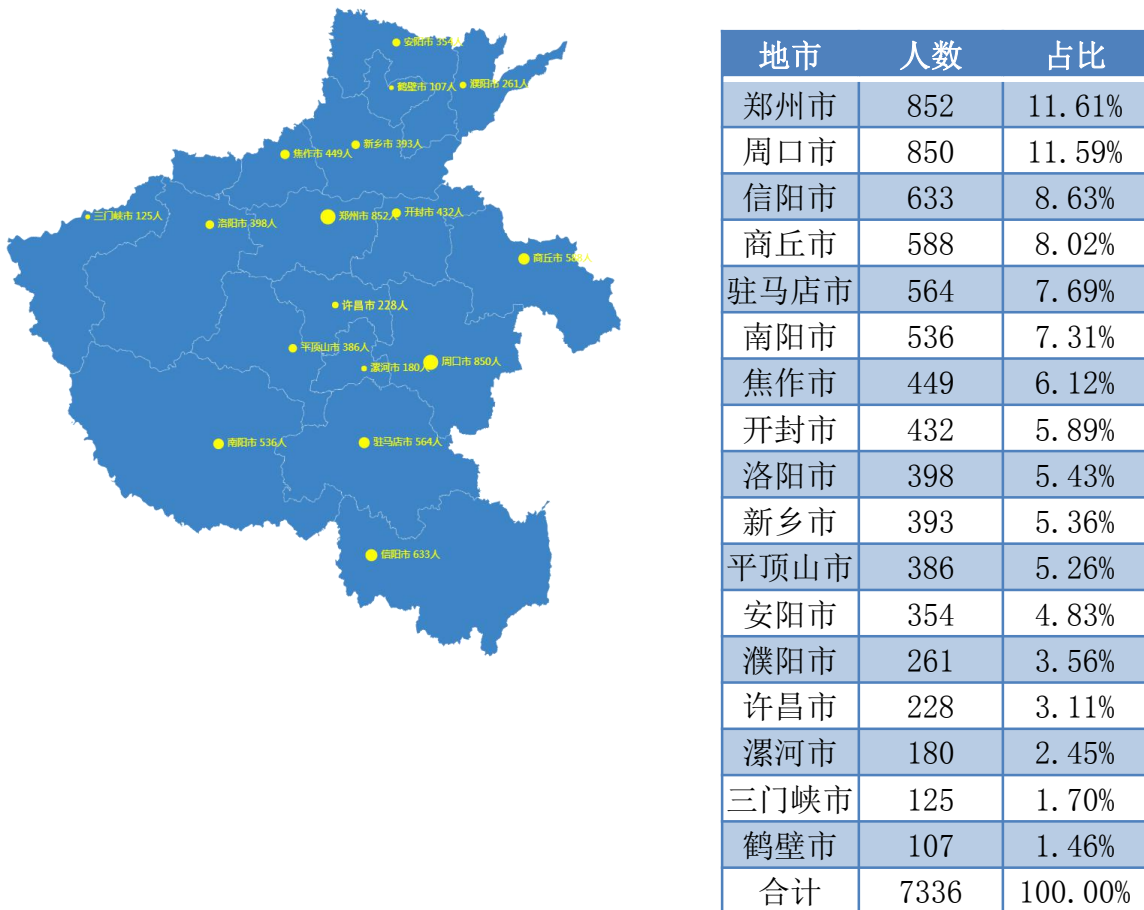 安阳市 354人
鹤壁市 107人
濮阳市 261人
新乡市 393人
焦作市 449人
三门峡市 125人
洛阳市 398人
郑州市 852人
开封市 432人
商丘市 588人
许昌市 228人
平顶山市 386人
漯河市 180人
周口市 850人
南阳市 536人
驻马店市 564人
信阳市 633人
地市 人数 占比
郑州市 852 11.61%
周口市 850 11.59%
信阳市 633 8.63%
商丘市 588 8.02%
驻马店市 564 7.69%
南阳市 536 7.31%
焦作市 449 6.12%
开封市 432 5.89%
洛阳市 398 5.43%
新乡市 393 5.36%
平顶山市 386 5.26%
安阳市 354 4.83%
濮阳市 261 3.56%
许昌市 228 3.11%
漯河市 180 2.45%
三门峡市 125 1.70%
鹤壁市 107 1.46%
合计 7336 100.00%